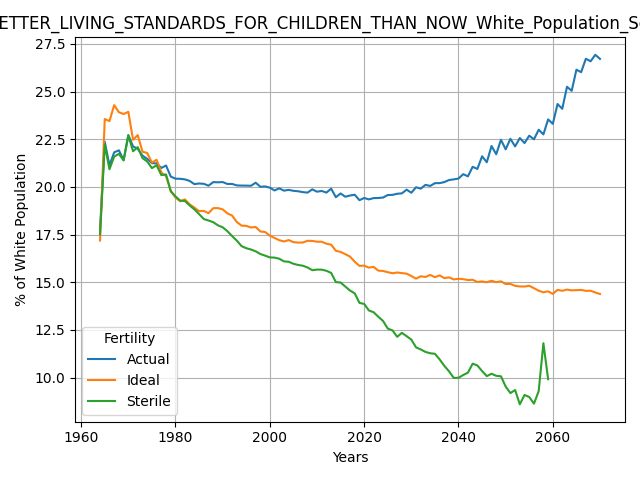 ETTER_LIVING_STANDARDS_FOR_CHILDREN_THAN_NOW_White_Population_S
27.5
25.0
22.5
20.0
17.5
15.0
12.5
10.0
% of White Population
Fertility
Actual
Ideal
Sterile
1960
1980
2000
2020
2040
2060
Years